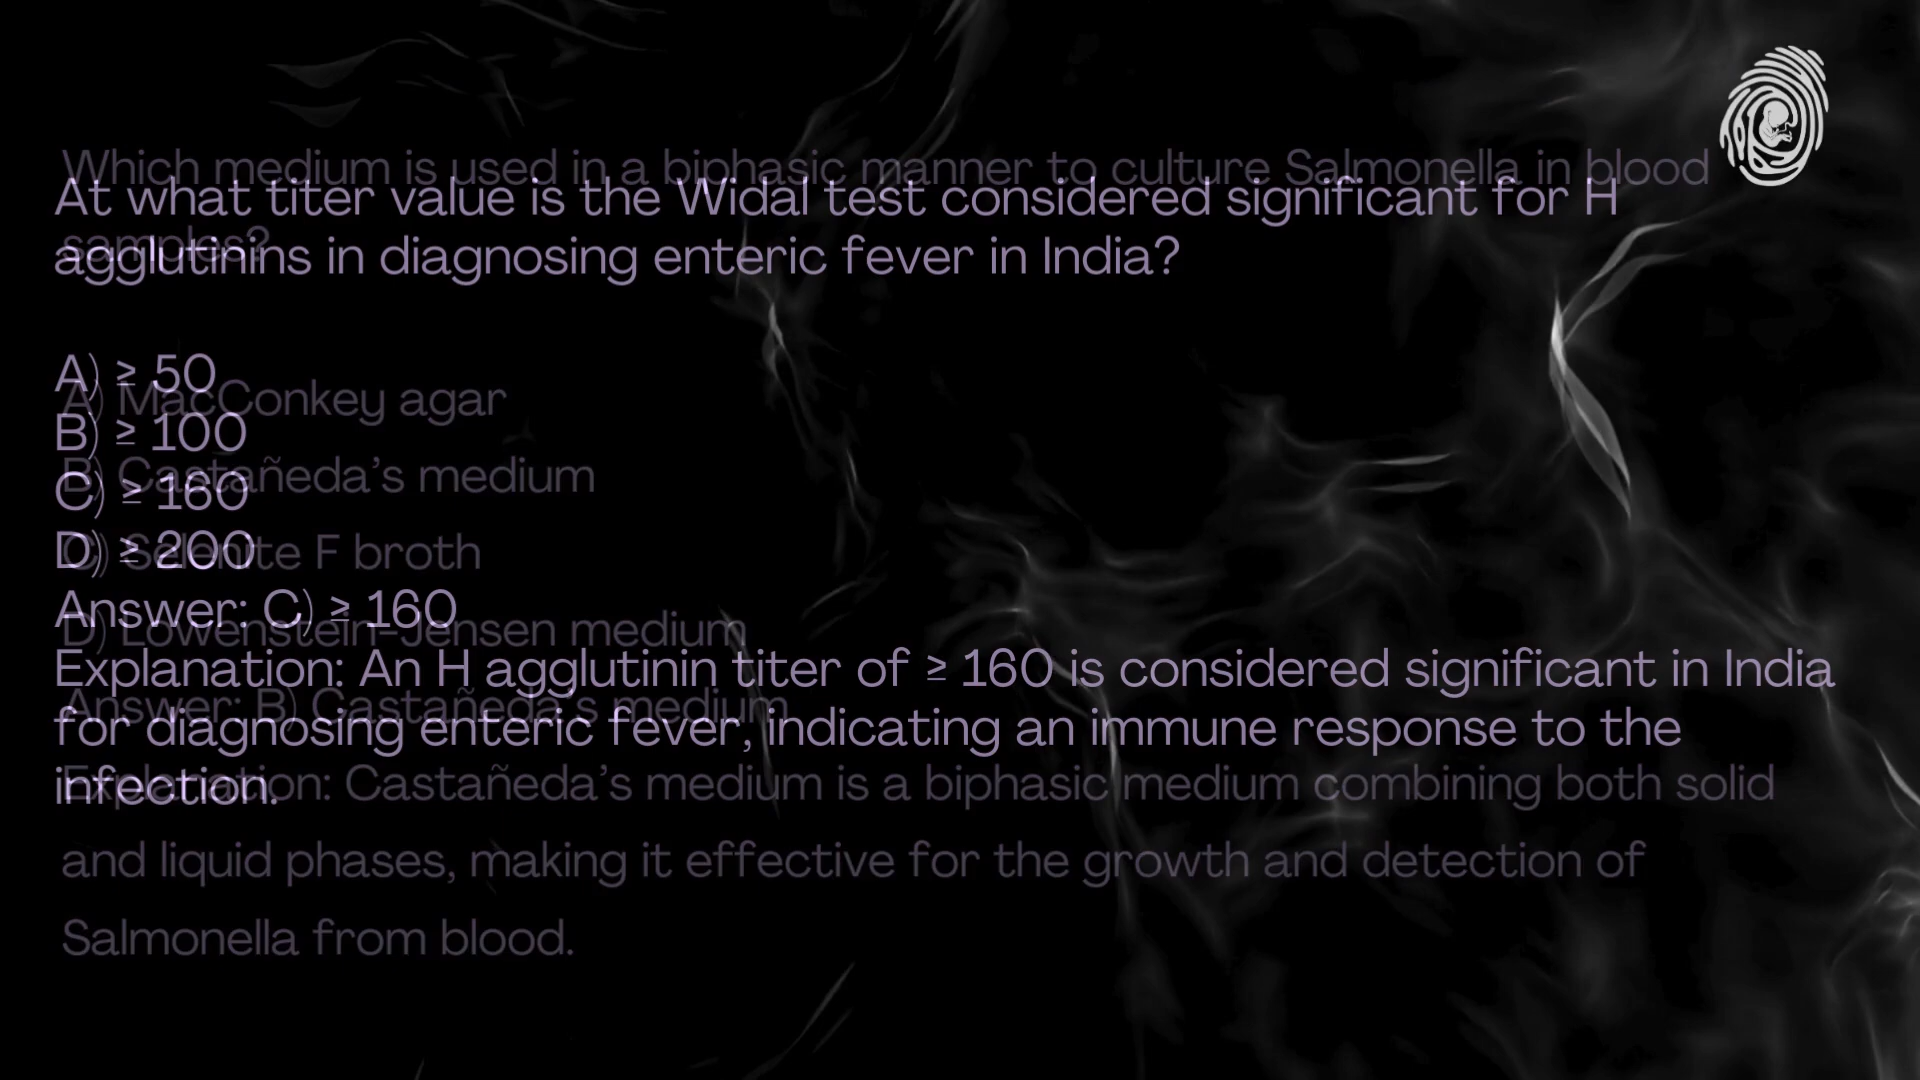 Which medium is used in a biphasic manner to culture Salmonella in blood
samples?
A) MacConkey agar
B) Castañeda’s medium
C) Selenite F broth
D) Lowenstein-Jensen medium
Answer: B) Castañeda’s medium
Explanation: Castañeda’s medium is a biphasic medium combining both solid
and liquid phases, making it effective for the growth and detection of
Salmonella from blood.
At what titer value is the Widal test considered significant for H
agglutinins in diagnosing enteric fever in India?
A) ≥ 50
B) ≥ 100
C) ≥ 160
D) ≥ 200
Answer: C) ≥ 160
Explanation: An H agglutinin titer of ≥ 160 is considered significant in India
for diagnosing enteric fever, indicating an immune response to the
infection.